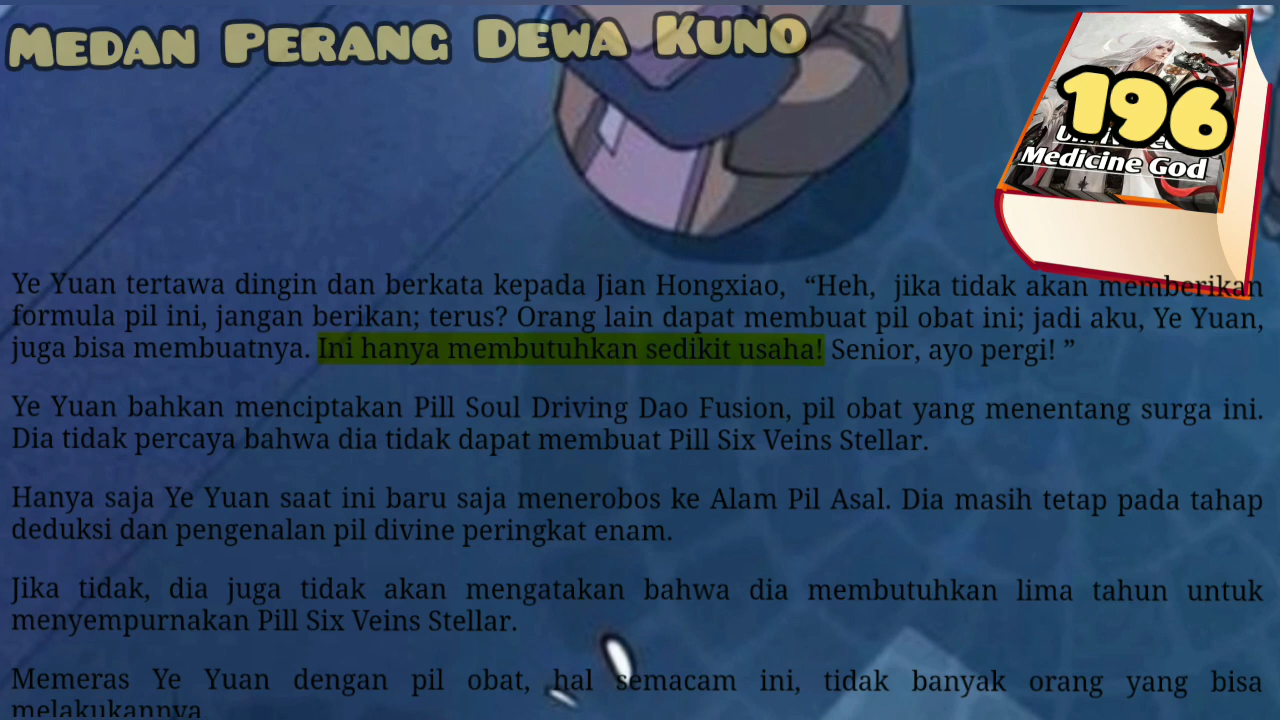 Medan Perang Dewa Kuno
196
Medicine God
Ye Yuan tertawa dingin dan berkata kepada Jian Hongxiao, “Heh, jika tidak akan memberikan
formula pil ini, jangan berikan; terus? Orang lain dapat membuat pil obat ini; jadi aku, Ye Yuan,
juga bisa membuatnya. Ini hanya membutuhkan sedikit usaha! Senior, ayo pergi! ”
Ye Yuan bahkan menciptakan Pill Soul Driving Dao Fusion, pil obat yang menentang surga ini.
Dia tidak percaya bahwa dia tidak dapat membuat Pill Six Veins Stellar.
Hanya saja Ye Yuan saat ini baru saja menerobos ke Alam Pil Asal. Dia masih tetap pada tahap
deduksi dan pengenalan pil divine peringkat enam.
Jika tidak, dia juga tidak akan mengatakan bahwa dia membutuhkan lima tahun untuk
menyempurnakan Pill Six Veins Stellar.
Memeras Ye Yuan dengan pil obat, hal semacam ini, tidak banyak orang yang bisa
melakukannya